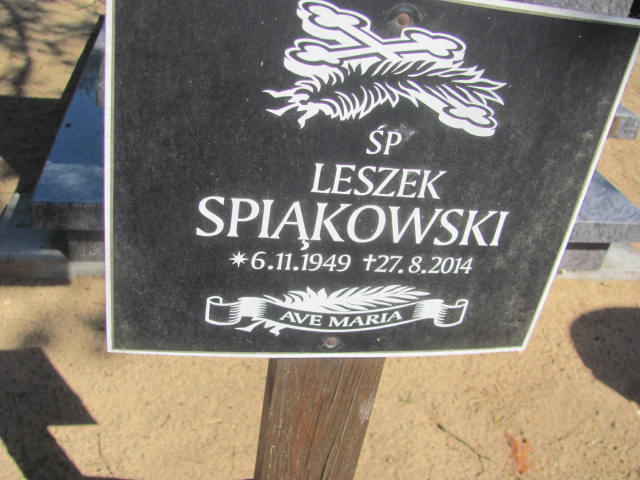 ŚP
LESZEK
SPIĄKOWSKI
*6.11.1949 †27.8.2014
AVE MARIA